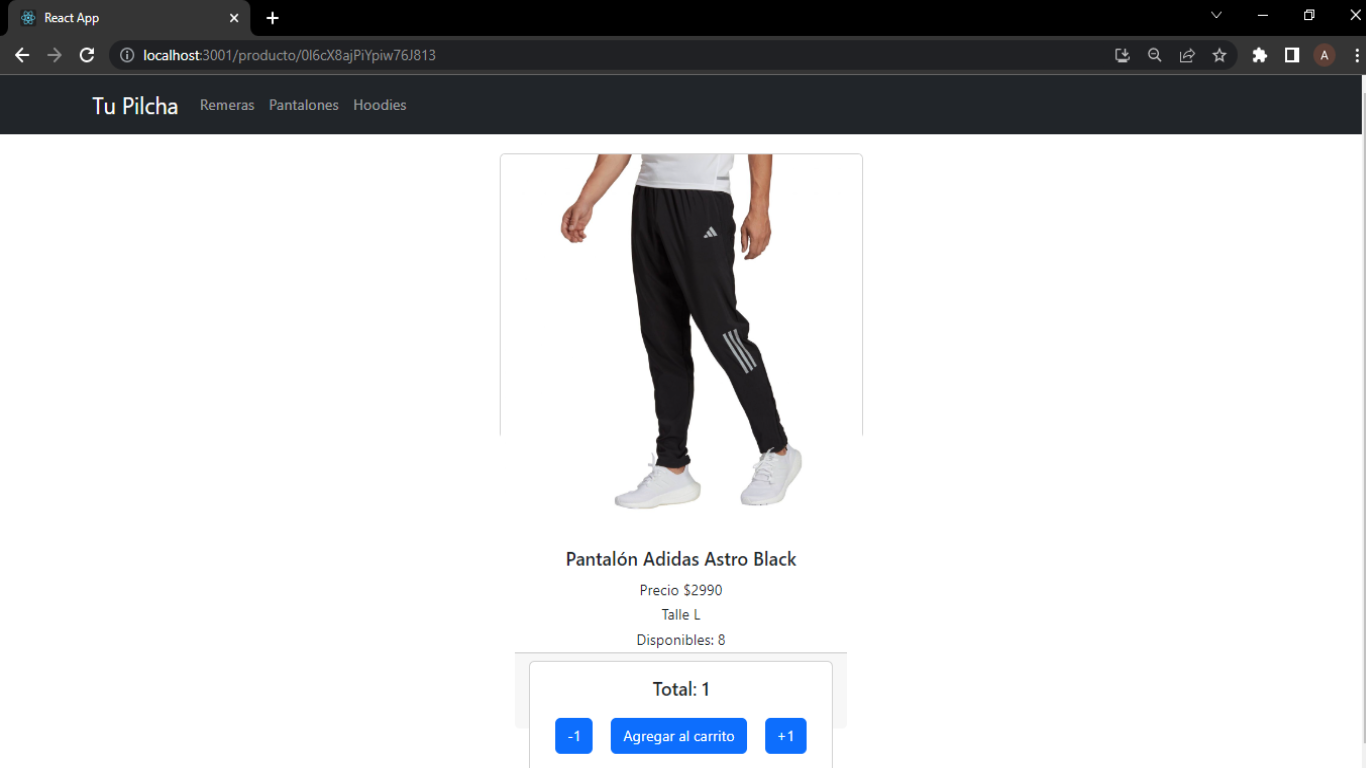 React App
localhost:3001/producto/0l6cX8ajPiYpiw76J813
A
Tu Pilcha Remeras Pantalones Hoodies
Pantalón Adidas Astro Black
Precio $2990
Talle L
Disponibles: 8
Total: 1
-1 Agregar al carrito +1